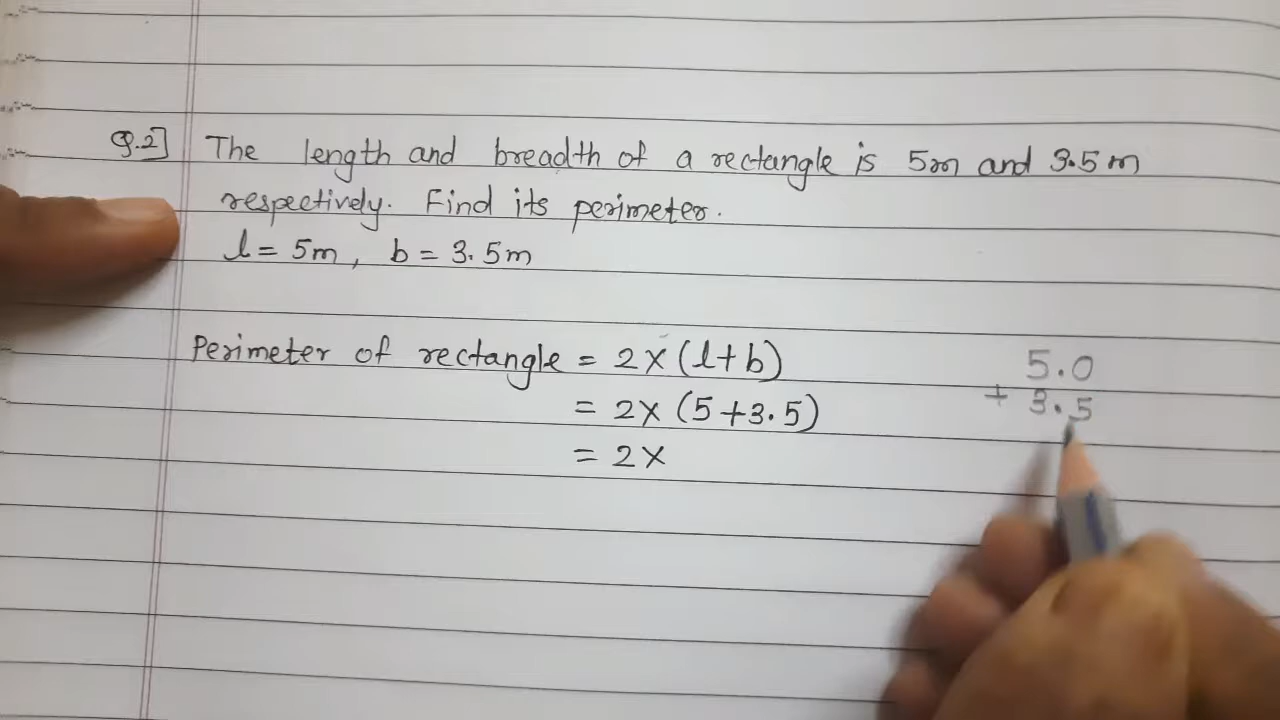 Q.2] The length and breadth of a rectangle is 5m and 3.5m
respectively. Find its perimeter.
l = 5m, b = 3.5m
Perimeter of rectangle = 2×(l+b)
= 2×(5+3.5)
= 2×
5.0
+ 3.5